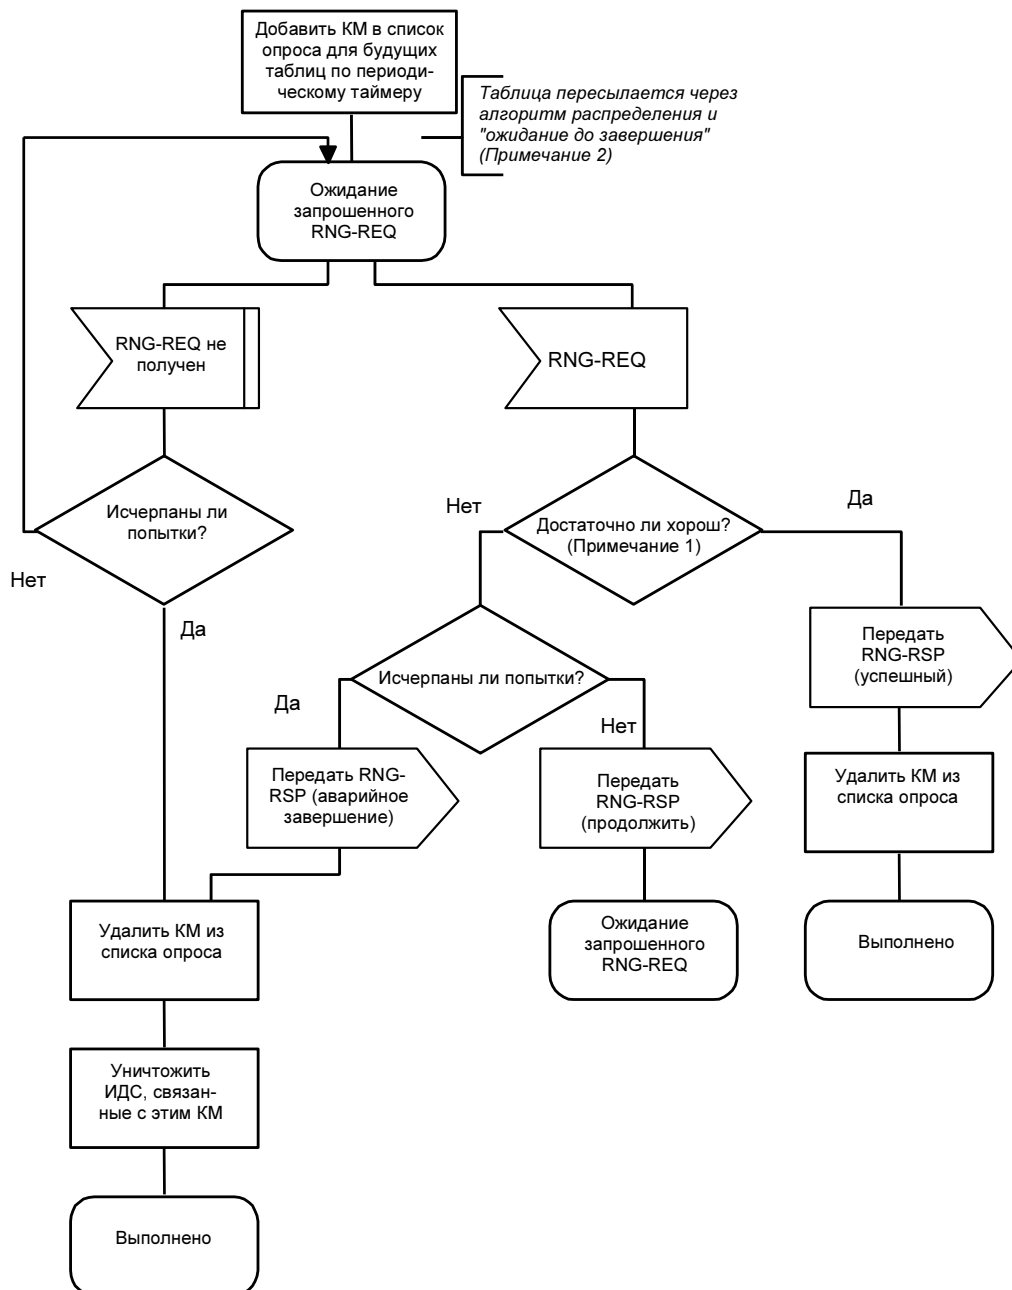 Добавить КМ в список
опроса для будущих
таблиц по периоди-
ческому таймеру
Таблица пересылается через
алгоритм распределения и
"ожидание до завершения"
(Примечание 2)
Ожидание
запрошенного
RNG-REQ
RNG-REQ не
получен
RNG-REQ
Исчерпаны ли
попытки?
Нет
Да
Достаточно ли хорош?
(Примечание 1)
Нет
Да
Исчерпаны ли попытки?
Да
Нет
Передать
RNG-RSP
(успешный)
Передать RNG-
RSP (аварийное
завершение)
Передать
RNG-RSP
(продолжить)
Удалить КМ из
списка опроса
Удалить КМ из
списка опроса
Ожидание
запрошенного
RNG-REQ
Выполнено
Уничтожить
ИДС, связан-
ные с этим КМ
Выполнено